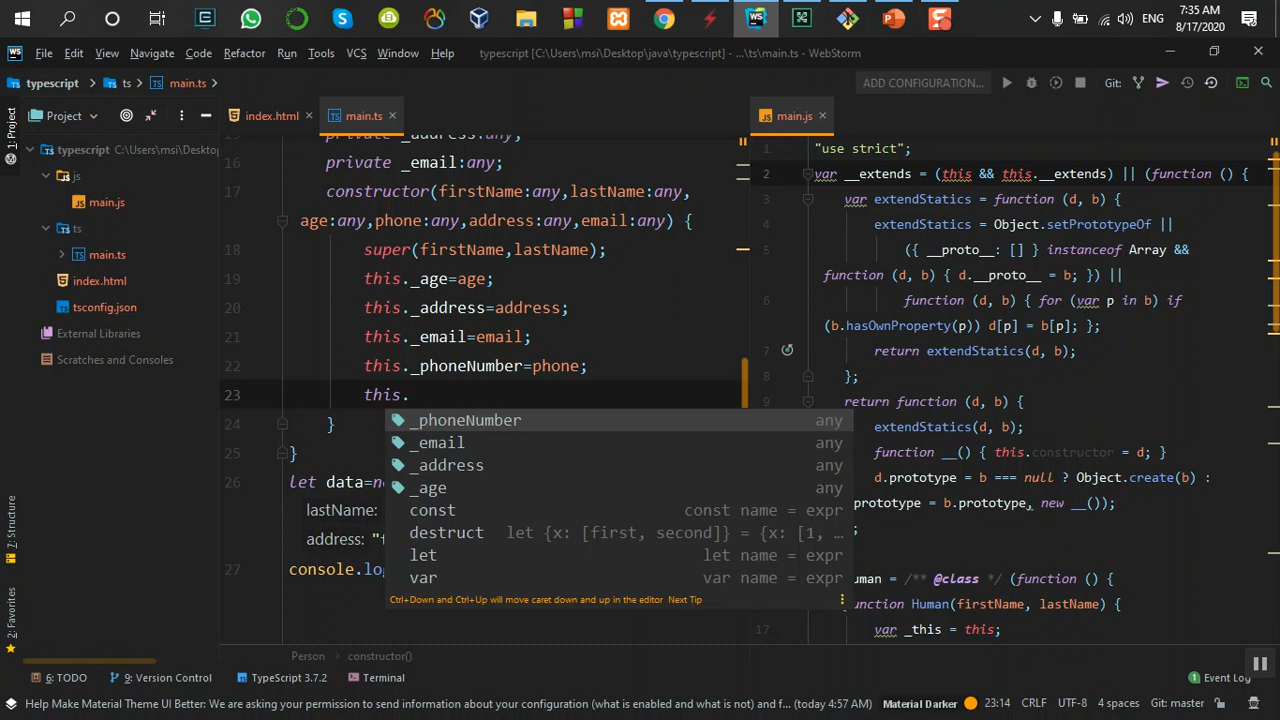 ENG
7:35 AM
8/17/2020
WS
File Edit View Navigate Code Refactor Run Tools VCS Window Help
typescript [C:\Users\msi\Desktop\java\typescript] - ...\ts\main.ts - WebStorm
typescript > ts > TS main.ts >
ADD CONFIGURATION...
Git:
1: Project
Project
index.html
TS main.ts
JS main.js
typescript C:\Users\msi\Deskto
js
main.js
ts
main.ts
index.html
tsconfig.json
External Libraries
Scratches and Consoles
7: Structure
2: Favorites
15 private _address:any;
16 private _email:any;
17 constructor(firstName:any,lastName:any,
age:any,phone:any,address:any,email:any) {
18 super(firstName,lastName);
19 this._age=age;
20 this._address=address;
21 this._email=email;
22 this._phoneNumber=phone;
23 this.
24 }
25 }
26 let data=ne
lastName:
address: "f
27 console.log
_phoneNumber any
_email any
_address any
_age any
const const name = expr
destruct let {x: [first, second]} = {x: [1, …
let let name = expr
var var name = expr
Ctrl+Down and Ctrl+Up will move caret down and up in the editor Next Tip
1 "use strict";
2 var __extends = (this && this.__extends) || (function () {
3 var extendStatics = function (d, b) {
4 extendStatics = Object.setPrototypeOf ||
5 ({ __proto__: [] } instanceof Array &&
function (d, b) { d.__proto__ = b; }) ||
6 function (d, b) { for (var p in b) if
(b.hasOwnProperty(p)) d[p] = b[p]; };
7 return extendStatics(d, b);
8 };
9 return function (d, b) {
extendStatics(d, b);
function __() { this.constructor = d; }
d.prototype = b === null ? Object.create(b) :
prototype = b.prototype, new __());
;
uman = /** @class */ (function () {
unction Human(firstName, lastName) {
17 var _this = this;
Person constructor()
6: TODO
9: Version Control
TypeScript 3.7.2
Terminal
1 Event Log
Help Make Material Theme UI Better: We are asking your permission to send information about your configuration (what is enabled and what is not) and f... (today 4:57 AM)
Material Darker
23:14 CRLF UTF-8 4 spaces Git: master